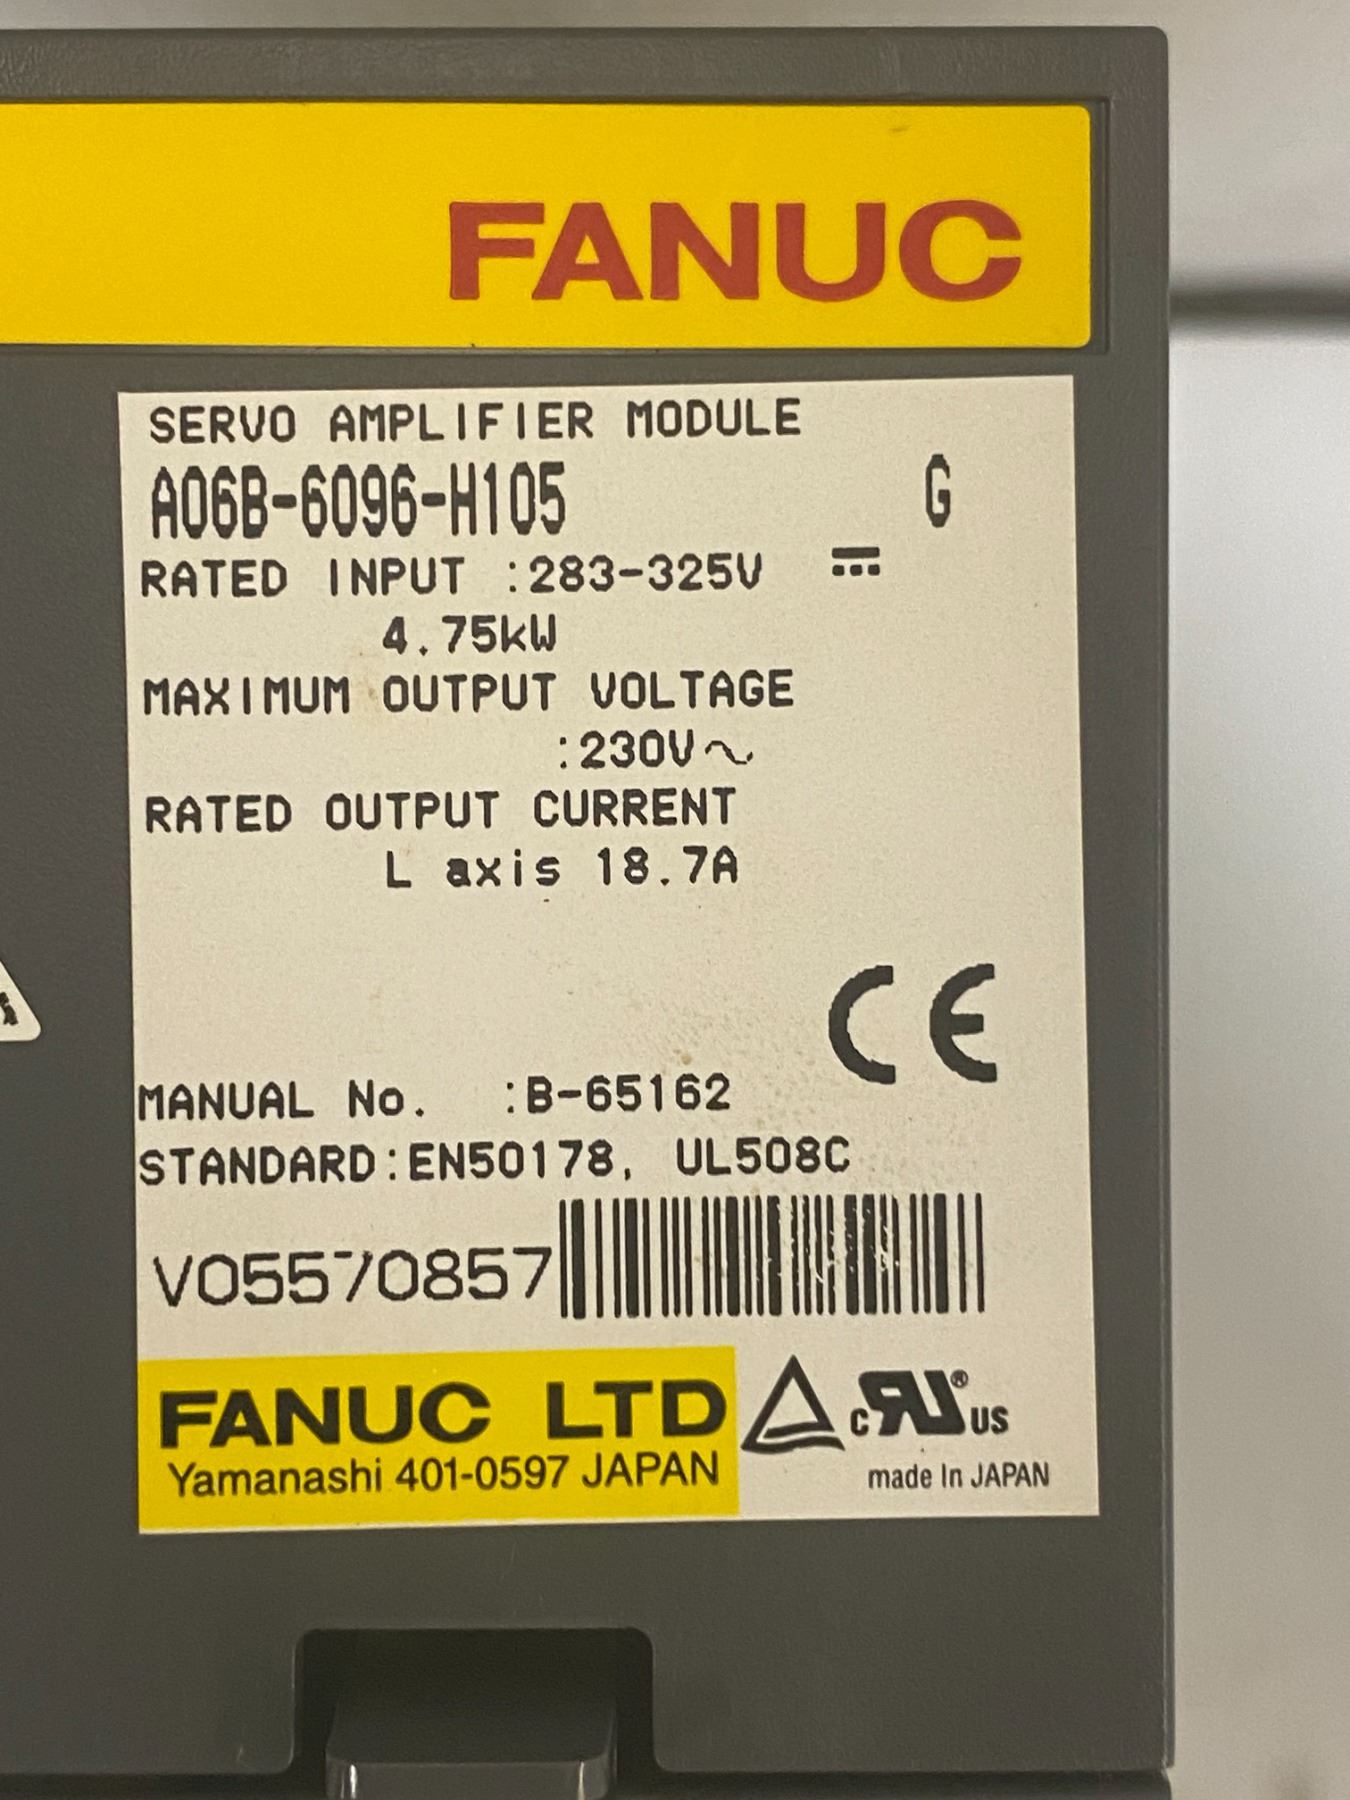 FANUC
SERVO AMPLIFIER MODULE
A06B-6096-H105 G
RATED INPUT :283-325V ⎓
4.75kW
MAXIMUM OUTPUT VOLTAGE
:230V～
RATED OUTPUT CURRENT
L axis 18.7A
CE
MANUAL No. :B-65162
STANDARD:EN50178, UL508C
V05570857
FANUC LTD
Yamanashi 401-0597 JAPAN
c RU ® US
made In JAPAN